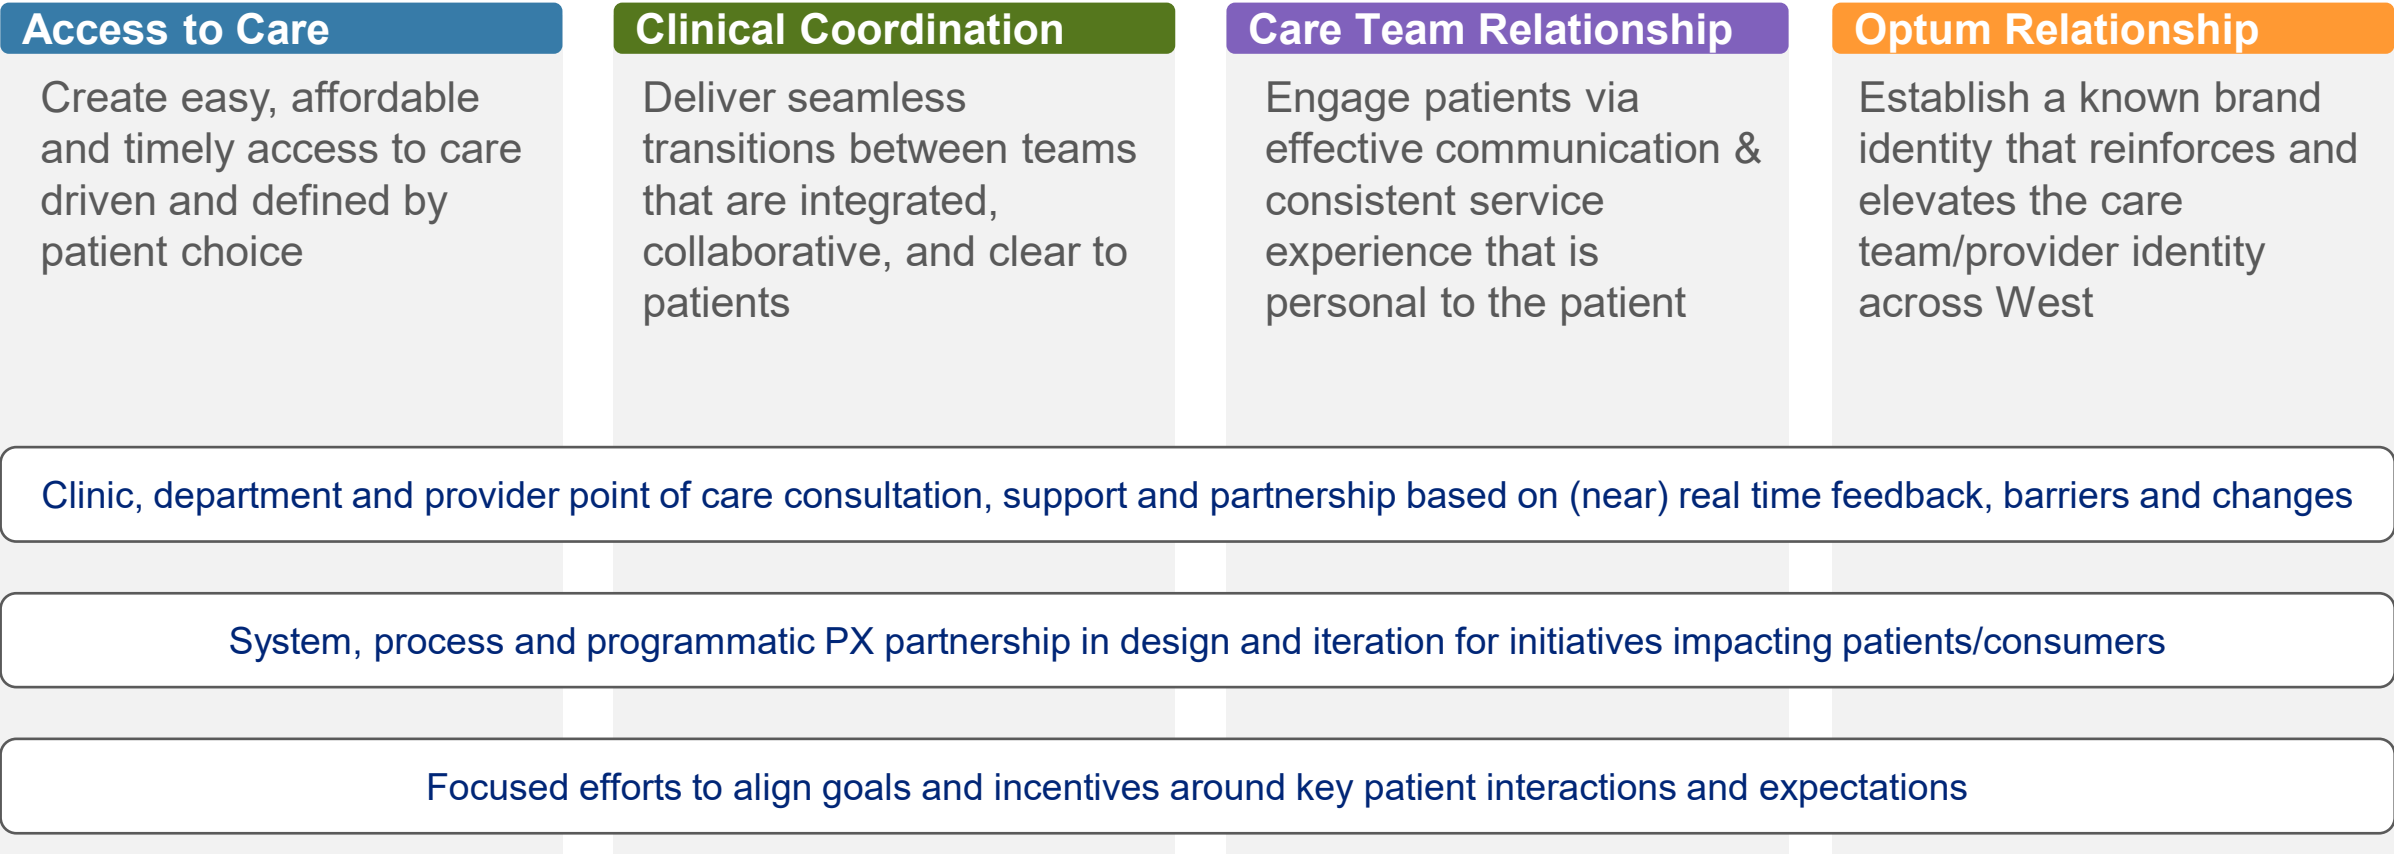 Access to Care
Create easy, affordable
and timely access to care
driven and defined by
patient choice
Clinical Coordination
Deliver seamless
transitions between teams
that are integrated,
collaborative, and clear to
patients
Care Team Relationship
Engage patients via
effective communication &
consistent service
experience that is
personal to the patient
Optum Relationship
Establish a known brand
identity that reinforces and
elevates the care
team/provider identity
across West
Clinic, department and provider point of care consultation, support and partnership based on (near) real time feedback, barriers and changes
System, process and programmatic PX partnership in design and iteration for initiatives impacting patients/consumers
Focused efforts to align goals and incentives around key patient interactions and expectations